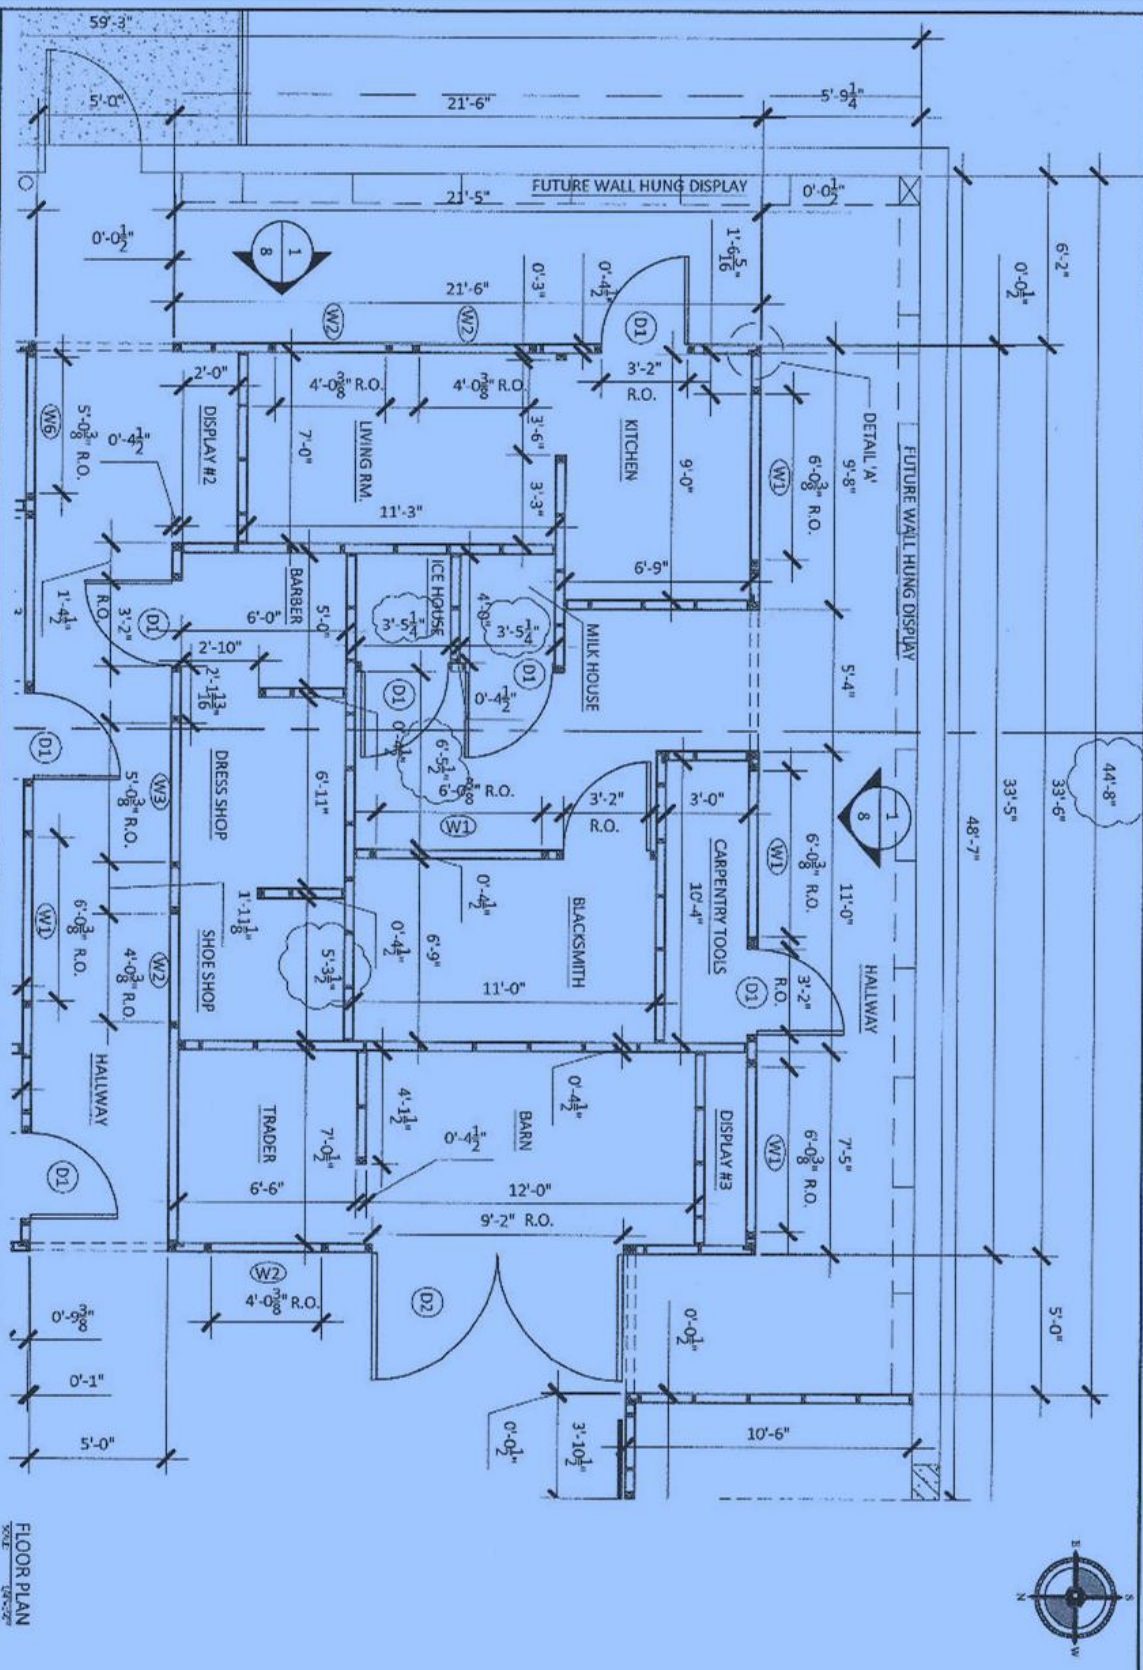 59'-3"
5'-0"
21'-6"
5'-9 1/4"
FUTURE WALL HUNG DISPLAY
0'-0 1/2"
21'-5"
0'-0 1/2"
1
8
21'-6"
0'-3"
0'-4 1/2"
1'-6 5/16"
6'-2"
0'-0 1/2"
W2
W2
D1
3'-2"
R.O.
2'-0"
4'-0 3/8" R.O.
4'-0 3/8" R.O.
W6
5'-0 3/8" R.O.
0'-4 1/2"
DISPLAY #2
7'-0"
LIVING RM.
3'-6"
3'-3"
KITCHEN
9'-0"
W1
6'-0 3/8" R.O.
9'-8"
DETAIL 'A'
FUTURE WALL HUNG DISPLAY
11'-3"
6'-9"
1'-4 1/2"
3'-2"
R.O.
D1
BARBER
6'-0"
5'-0"
ICE HOUSE
3'-5 1/4"
4'-0"
3'-5 1/4"
MILK HOUSE
5'-4"
2'-10"
2'-1 13/16"
D1
0'-4 1/2"
D1
0'-4 1/2"
D1
5'-0 3/8" R.O.
W3
DRESS SHOP
6'-11"
6'-5 1/2"
6'-0 3/8" R.O.
W1
3'-2"
R.O.
3'-0"
CARPENTRY TOOLS
10'-4"
W1
6'-0 3/8" R.O.
11'-0"
1
8
48'-7"
33'-5"
33'-6"
44'-8"
W1
6'-0 3/8" R.O.
4'-0 3/8" R.O.
W2
SHOE SHOP
1'-11 1/8"
5'-3 1/2"
0'-4 1/2"
6'-9"
0'-4 1/2"
11'-0"
BLACKSMITH
D1
3'-2"
R.O.
HALLWAY
HALLWAY
TRADER
7'-0 1/2"
4'-1 1/2"
0'-4 1/2"
BARN
0'-4 1/2"
DISPLAY #3
W1
6'-0 3/8" R.O.
7'-5"
D1
6'-6"
12'-0"
9'-2" R.O.
W2
4'-0 3/8" R.O.
D2
0'-0 1/2"
5'-0"
0'-9 3/8"
0'-1"
5'-0"
0'-0 1/2"
3'-10 1/2"
10'-6"
E
S
N
W
FLOOR PLAN